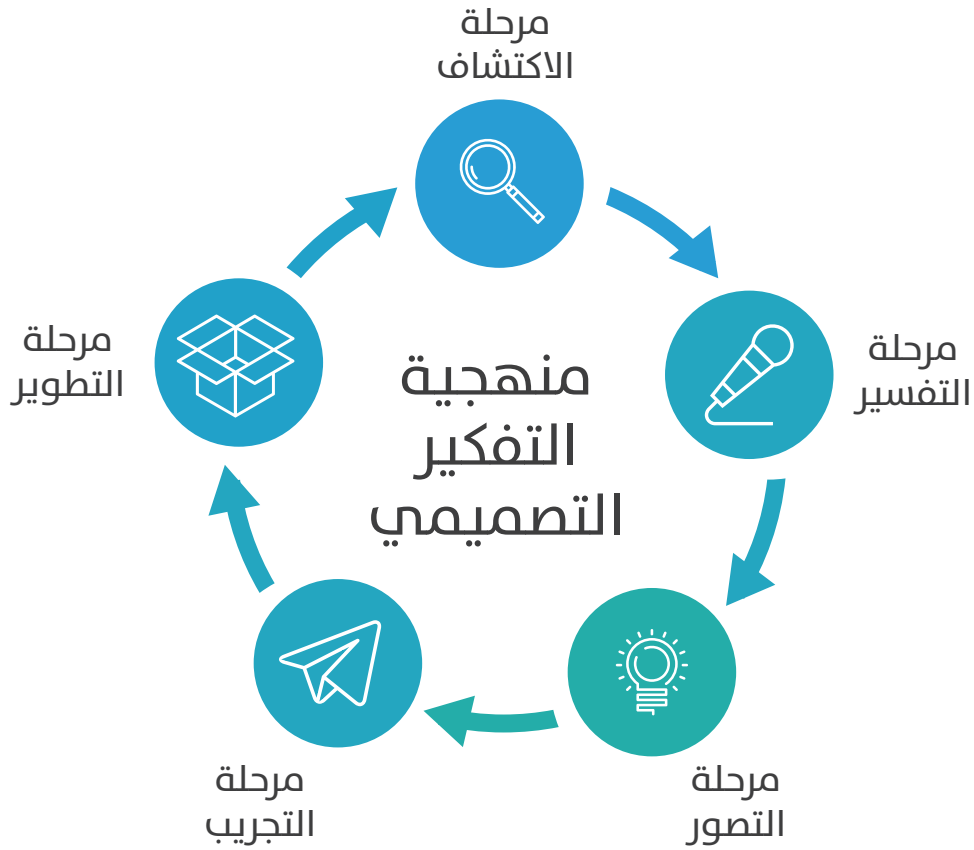 مرحلة
الاكتشاف
مرحلة
التفسير
مرحلة
التصور
مرحلة
التجريب
مرحلة
التطوير
منهجية
التفكير
التصميمي